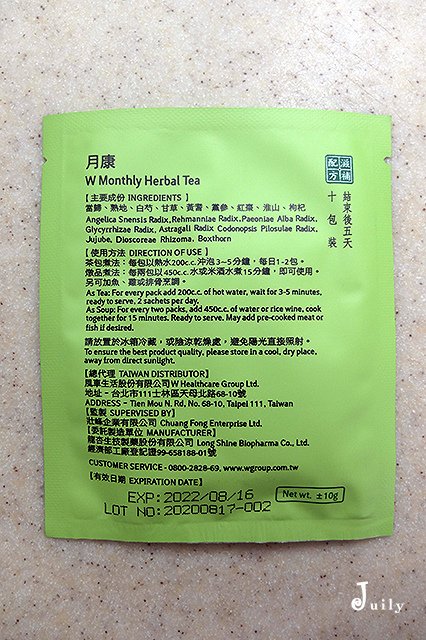 月康
W Monthly Herbal Tea
滋補配方
結束後五天
十包裝
【主要成份 INGREDIENTS】
當歸、熟地、白芍、甘草、黃耆、黨參、紅棗、淮山、枸杞
Angelica Snensis Radix, Rehmanniae Radix, Paeoniae Alba Radix,
Glycyrrhizae Radix, Astragali Radix Codonopsis Pilosulae Radix,
Jujube, Dioscoreae Rhizoma, Boxthorn
【使用方法 DIRECTION OF USE】
茶包煮法：每包以熱水200c.c.沖泡3~5分鐘，每日1-2包。
燉品煮法：每兩包以450c.c.水或米酒水煮15分鐘，即可使用。
另可加魚、雞或排骨烹調。
As Tea: For every pack add 200c.c. of hot water, wait for 3-5 minutes,
ready to serve, 2 sachets per day.
As Soup: For every two packs, add 450c.c. of water or rice wine, cook
together for 15 minutes. Ready to serve. May add pre-cooked meat or
fish if desired.
請放置於冰箱冷藏，或陰涼乾燥處，避免陽光直接照射。
To ensure the best product quality, please store in a cool, dry place,
away from direct sunlight.
【總代理 TAIWAN DISTRIBUTOR】
風車生活股份有限公司 W Healthcare Group Ltd.
地址 - 台北市111士林區天母北路68-10號
ADDRESS - Tien Mou N. Rd, No. 68-10, Taipei 111, Taiwan
【監製 SUPERVISED BY】
壯峰企業有限公司 Chuang Fong Enterprise Ltd.
【委託製造單位 MANUFACTURER】
龍杏生技製藥股份有限公司 Long Shine Biopharma Co., Ltd.
經濟部工廠登記證99-658188-01號
CUSTOMER SERVICE - 0800-2828-69, www.wgroup.com.tw
【有效日期 EXPIRATION DATE】
EXP: 2022/08/16
LOT NO: 20200817-002
Net wt. ±10g
Juily